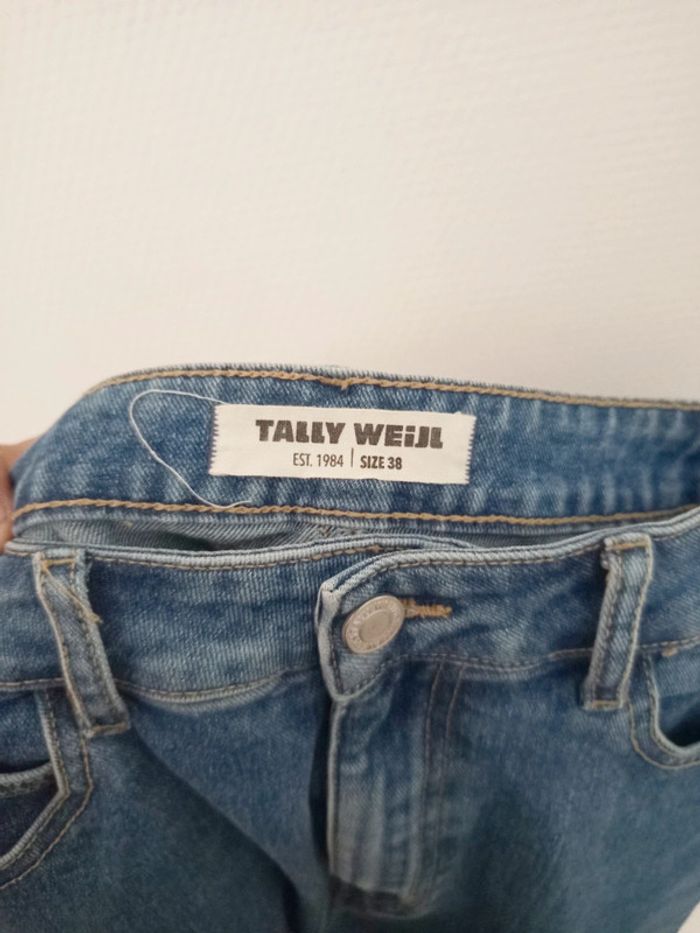 TALLY WEiJL
EST. 1984 | SIZE 38